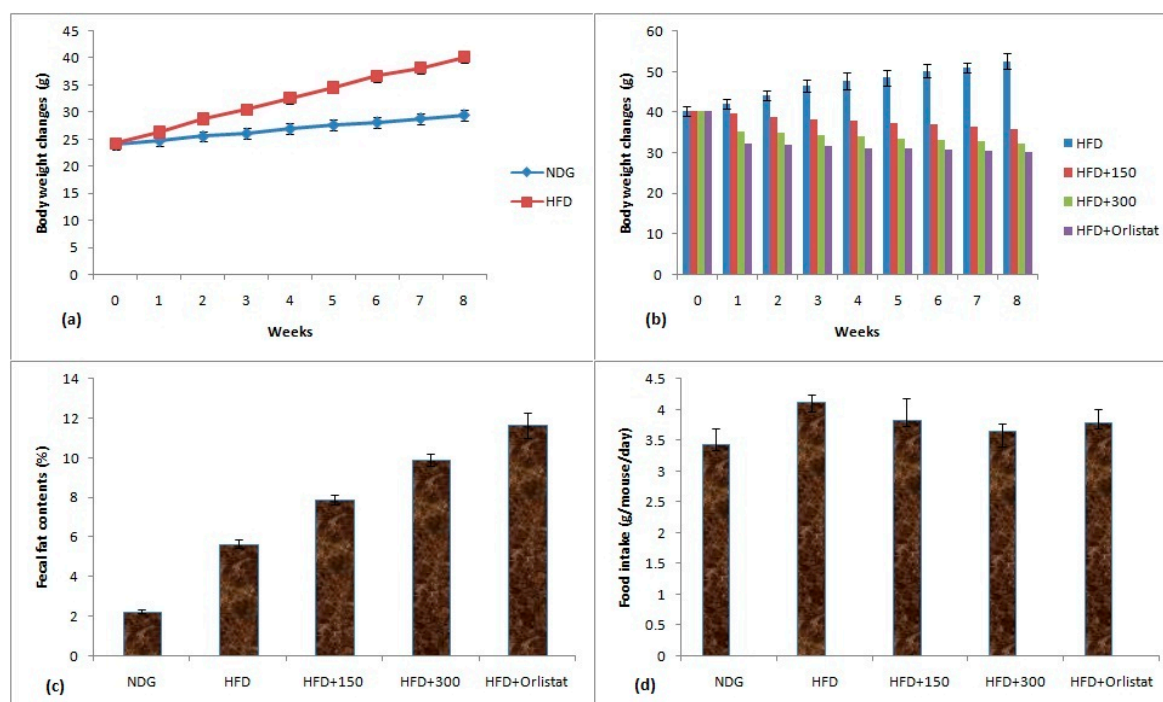 Body weight changes (g)
45
40
35
30
25
20
15
10
5
0
0 1 2 3 4 5 6 7 8
Weeks
(a)
NDG
HFD
Body weight changes (g)
60
50
40
30
20
10
0
0 1 2 3 4 5 6 7 8
Weeks
(b)
HFD
HFD+150
HFD+300
HFD+Orlistat
Fecal fat contents (%)
14
12
10
8
6
4
2
0
NDG HFD HFD+150 HFD+300 HFD+Orlistat
(c)
Food intake (g/mouse/day)
4.5
4
3.5
3
2.5
2
1.5
1
0.5
0
NDG HFD HFD+150 HFD+300 HFD+Orlistat
(d)